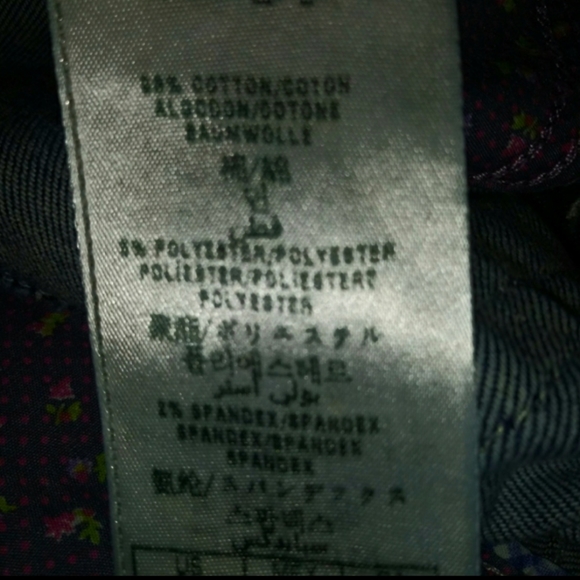 % COTTON/COTON
ALGODON/COTONE
BAUMWOLLE
棉/綿
면
قطن
% POLYESTER/POLYESTER
POLIESTER/POLIESTERE
POLYESTER
聚酯/ポリエステル
폴리에스테르
بولي استر
2% SPANDEX/SPANDEX
SPANDEX/SPANDEX
SPANDEX
氨纶/スパンデックス
스판덱스
سباندكس
US